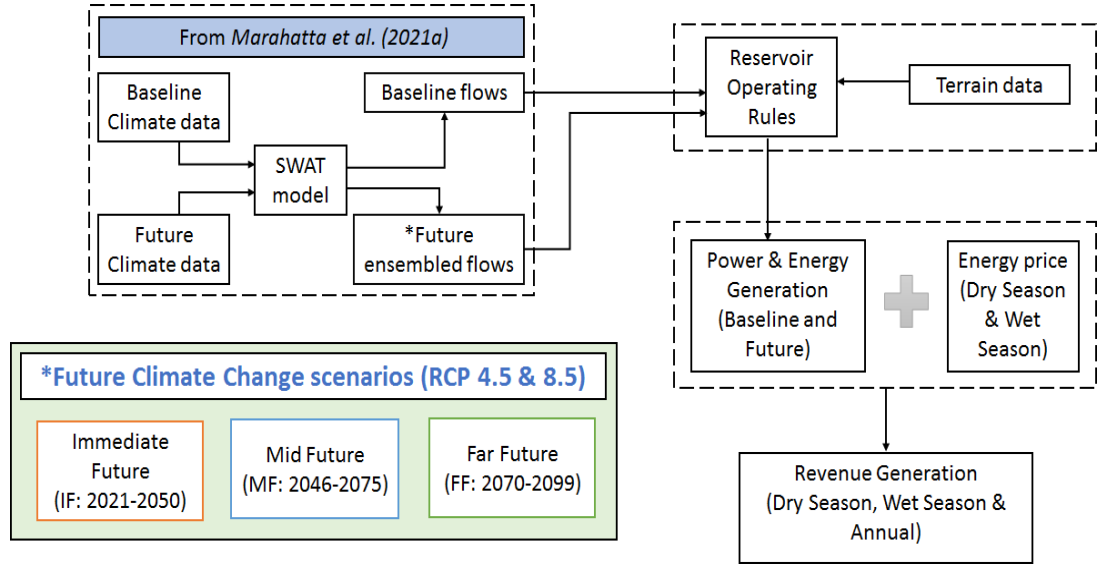 From Marahatta et al. (2021a)
Baseline
Climate data
Baseline flows
SWAT
model
Future
Climate data
*Future
ensembled flows
Reservoir
Operating
Rules
Terrain data
Power & Energy
Generation
(Baseline and
Future)
Energy price
(Dry Season
& Wet
Season)
Revenue Generation
(Dry Season, Wet Season &
Annual)
*Future Climate Change scenarios (RCP 4.5 & 8.5)
Immediate
Future
(IF: 2021-2050)
Mid Future
(MF: 2046-2075)
Far Future
(FF: 2070-2099)